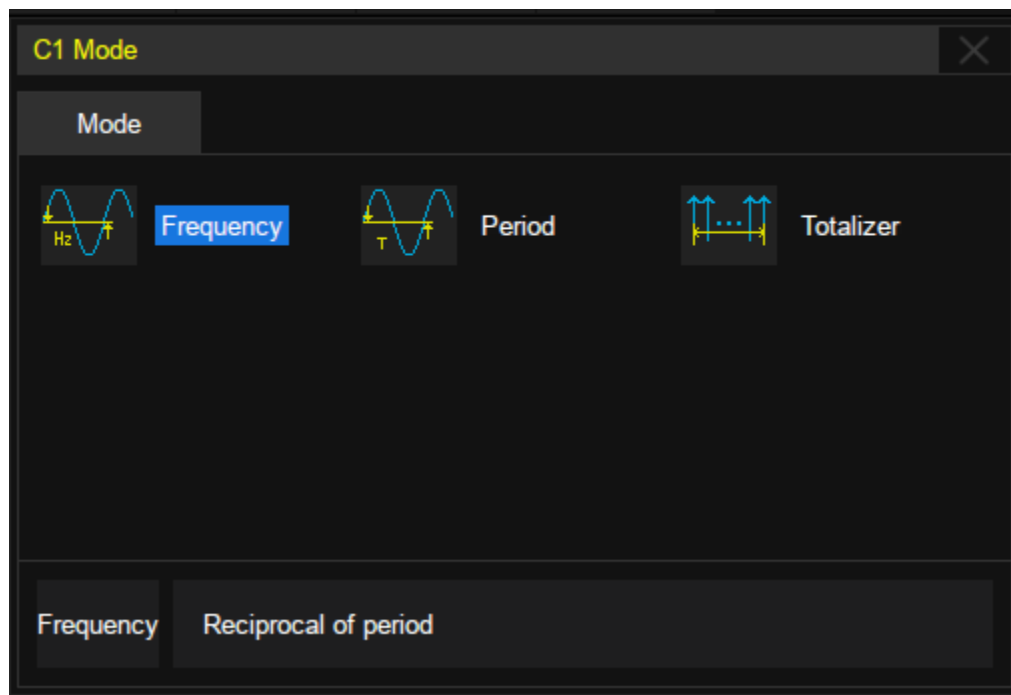 C1 Mode
Mode
Hz Frequency T Period Totalizer
Frequency Reciprocal of period